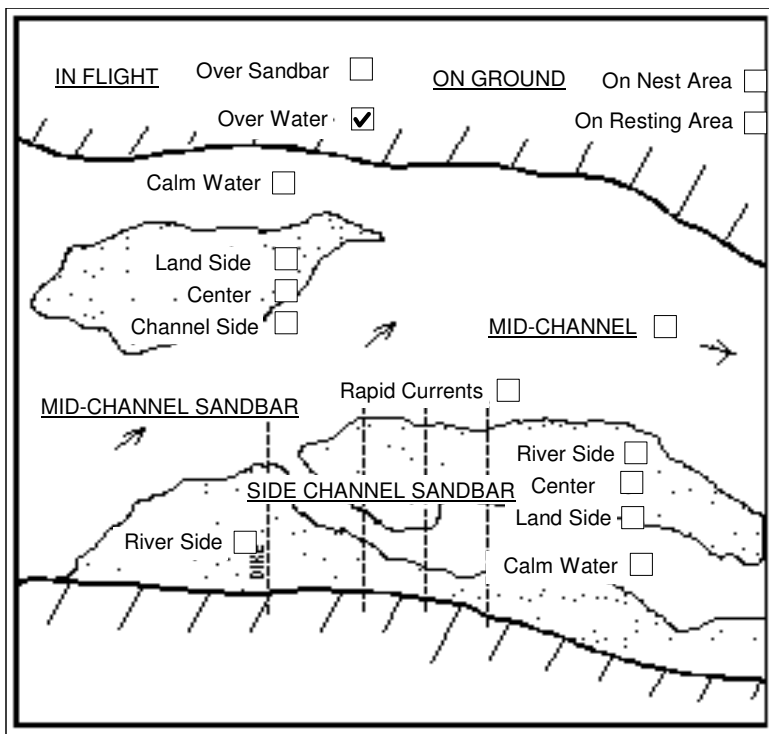 IN FLIGHT Over Sandbar ON GROUND On Nest Area
Over Water On Resting Area
Calm Water
Land Side
Center
Channel Side MID-CHANNEL
Rapid Currents
MID-CHANNEL SANDBAR
River Side
SIDE CHANNEL SANDBAR Center
Land Side
River Side
DIKE
Calm Water